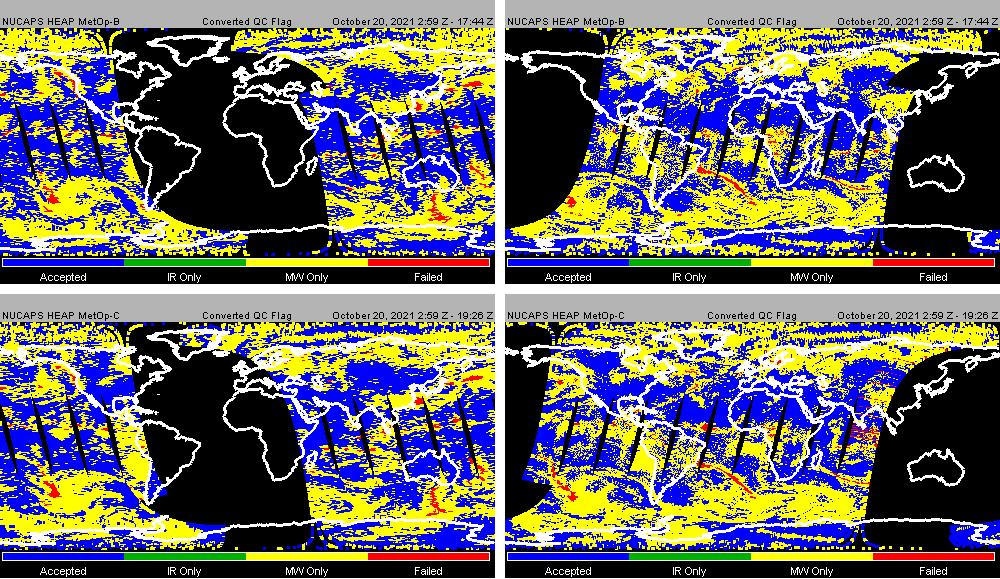 NUCAPS HEAP MetOp-B Converted QC Flag October 20, 2021 2:59 Z - 17:44 Z
Accepted IR Only MW Only Failed
NUCAPS HEAP MetOp-B Converted QC Flag October 20, 2021 2:59 Z - 17:44 Z
Accepted IR Only MW Only Failed
NUCAPS HEAP MetOp-C Converted QC Flag October 20, 2021 2:59 Z - 19:26 Z
Accepted IR Only MW Only Failed
NUCAPS HEAP MetOp-C Converted QC Flag October 20, 2021 2:59 Z - 19:26 Z
Accepted IR Only MW Only Failed